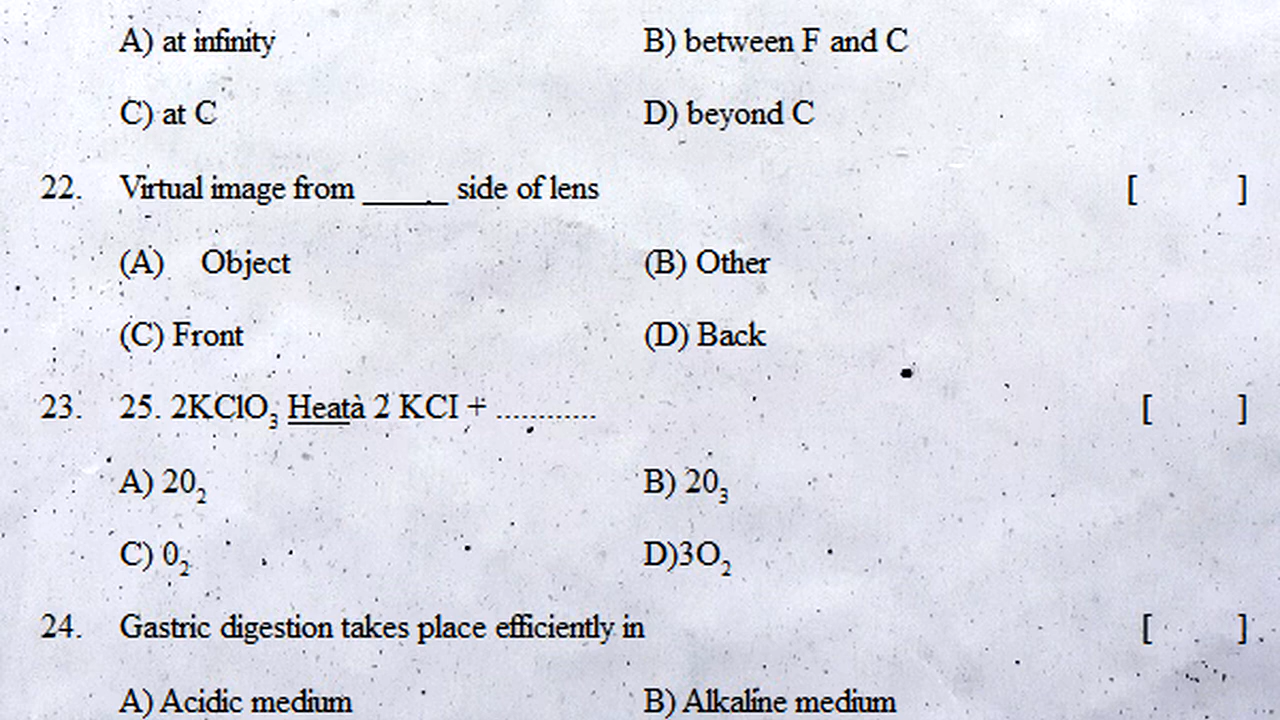 A) at infinity B) between F and C
C) at C D) beyond C
22. Virtual image from _____ side of lens [ ]
(A) Object (B) Other
(C) Front (D) Back
23. 25. 2KClO₃ Heatà 2 KCI + ............ [ ]
A) 20₂ B) 20₃
C) 0₂ D)3O₂
24. Gastric digestion takes place efficiently in [ ]
A) Acidic medium B) Alkaline medium